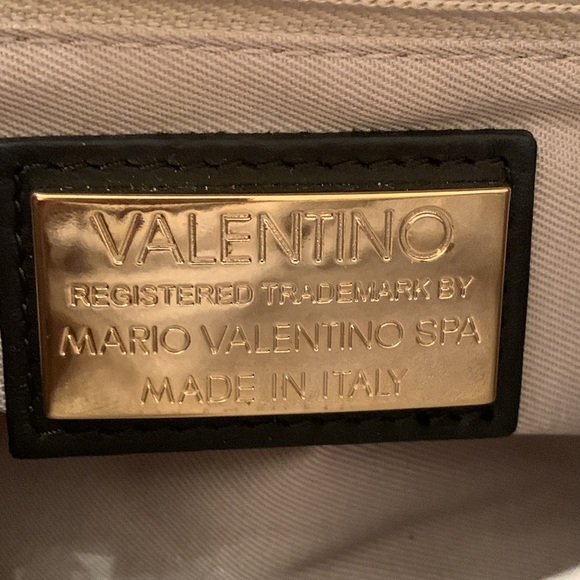 VALENTINO
REGISTERED TRADEMARK BY
MARIO VALENTINO SPA
MADE IN ITALY